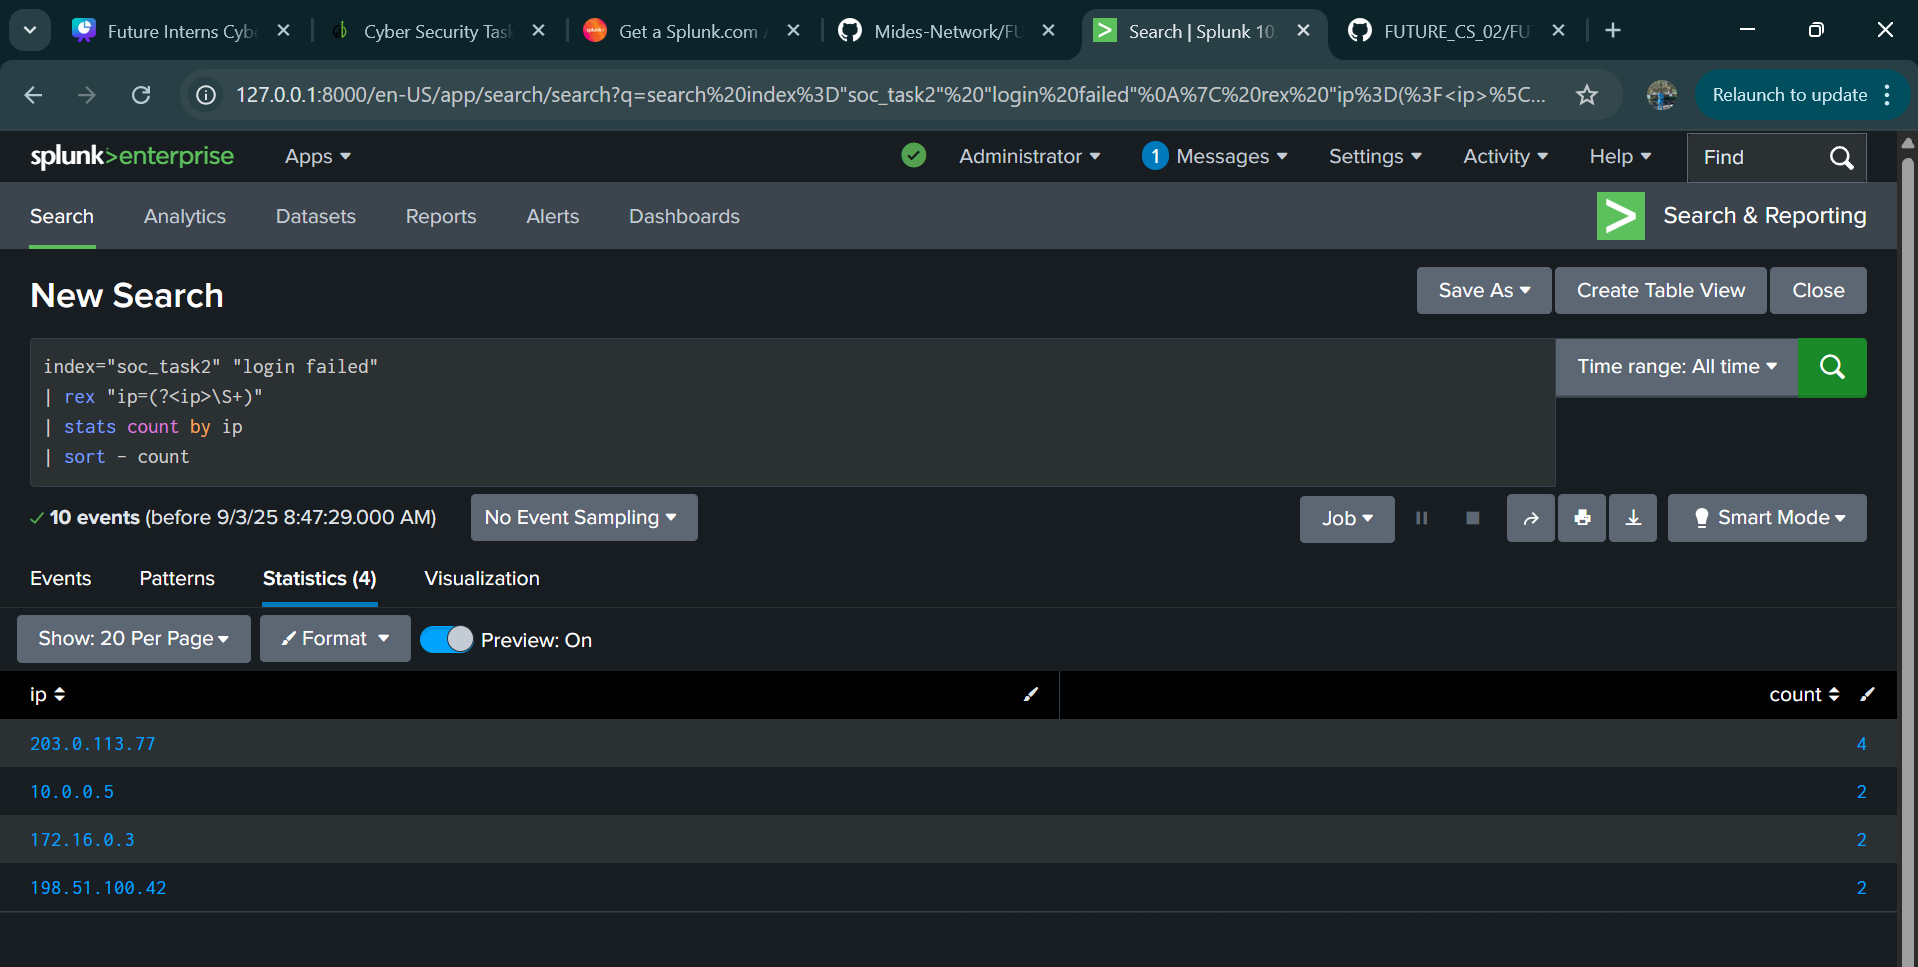 Future Interns Cybe
Cyber Security Task
Get a Splunk.com A
Mides-Network/FU
Search | Splunk 10.
FUTURE_CS_02/FU
127.0.0.1:8000/en-US/app/search/search?q=search%20index%3D"soc_task2"%20"login%20failed"%0A%7C%20rex%20"ip%3D(%3F<ip>%5C...
Relaunch to update
splunk>enterprise
Apps
Administrator
1 Messages
Settings
Activity
Help
Find
Search
Analytics
Datasets
Reports
Alerts
Dashboards
Search & Reporting
New Search
Save As
Create Table View
Close
index="soc_task2" "login failed"
| rex "ip=(?<ip>\S+)"
| stats count by ip
| sort - count
Time range: All time
10 events (before 9/3/25 8:47:29.000 AM)
No Event Sampling
Job
Smart Mode
Events
Patterns
Statistics (4)
Visualization
Show: 20 Per Page
Format
Preview: On
ip count
203.0.113.77 4
10.0.0.5 2
172.16.0.3 2
198.51.100.42 2